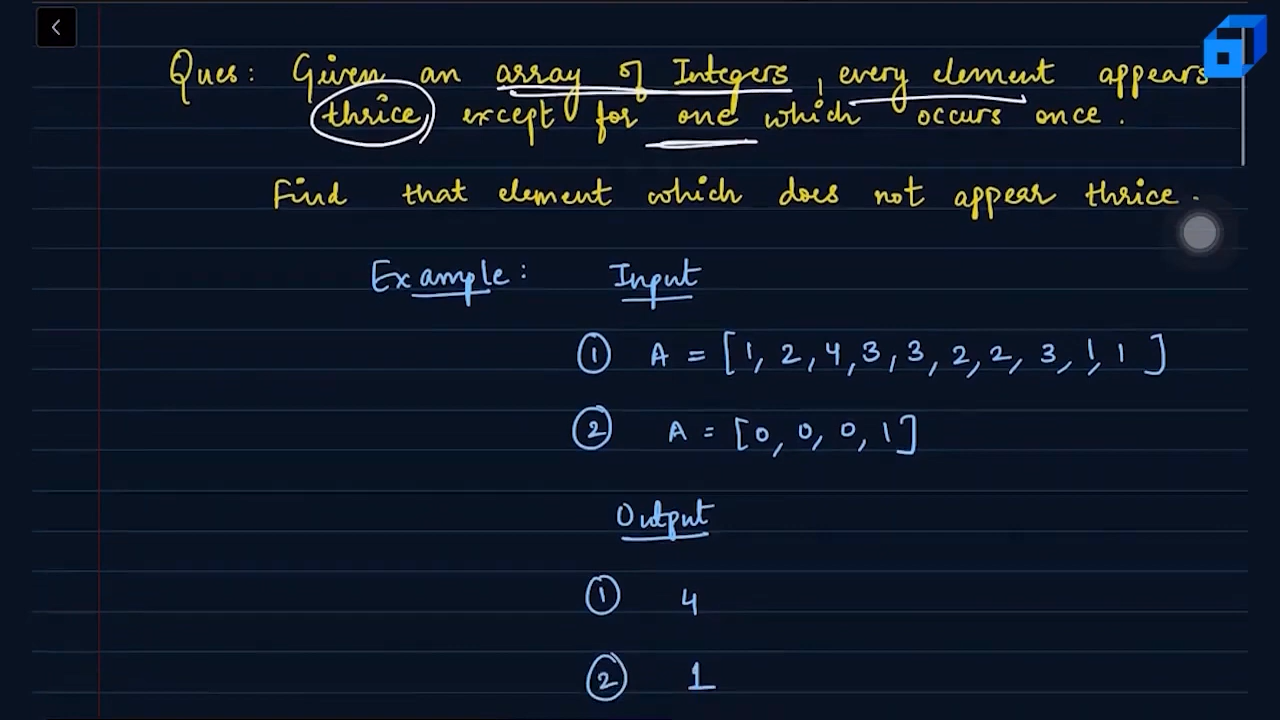 Ques: Given an array of Integers, every element appears
thrice except for one which occurs once.
Find that element which does not appear thrice.
Example: Input
① A = [1, 2, 4, 3, 3, 2, 2, 3, 1, 1]
② A = [0, 0, 0, 1]
Output
① 4
② 1